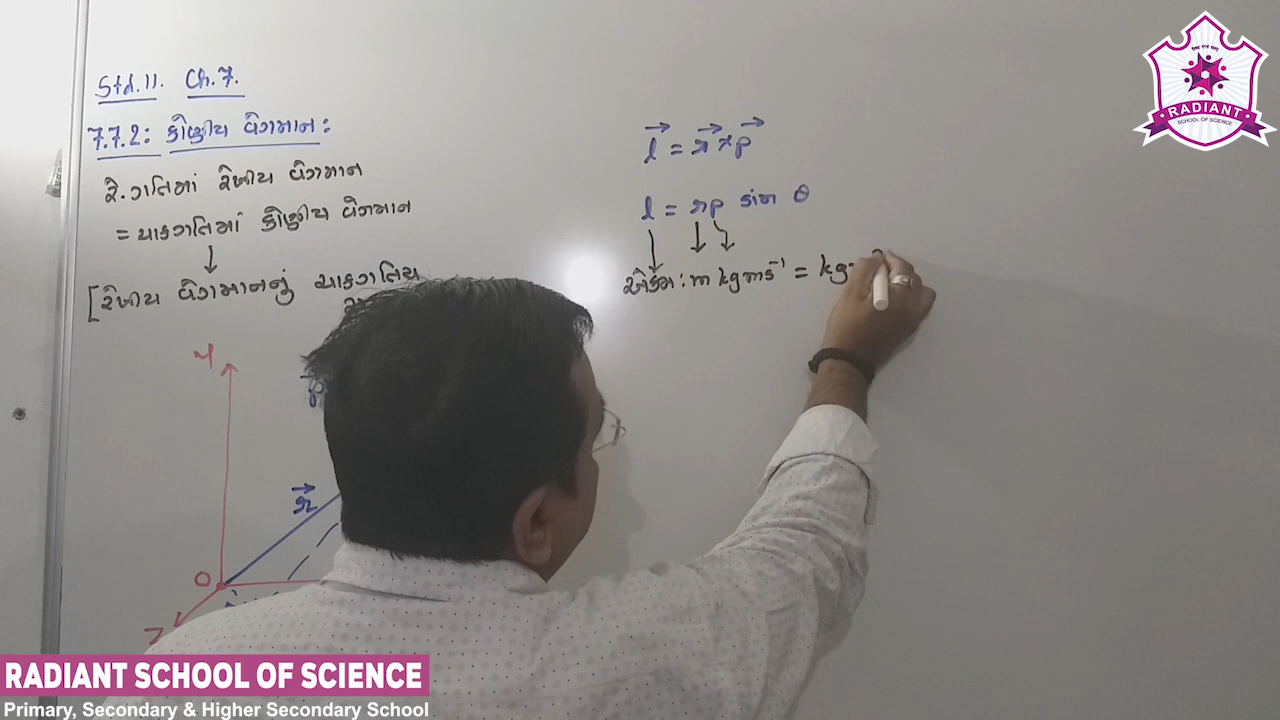 Std.11. Ch.7.
7.7.2: કોણીય વેગમાન:
રે.ગતિમાં રેખીય વેગમાન
= ચાકગતિમાં કોણીય વેગમાન
[રેખીય વેગમાનનું ચાકગતિય
Y
p
r
O
Z
l = r × p
l = rp sin θ
એકમ: m kgms⁻¹ = kg
RADIANT
SCHOOL OF SCIENCE
RADIANT SCHOOL OF SCIENCE
Primary, Secondary & Higher Secondary School